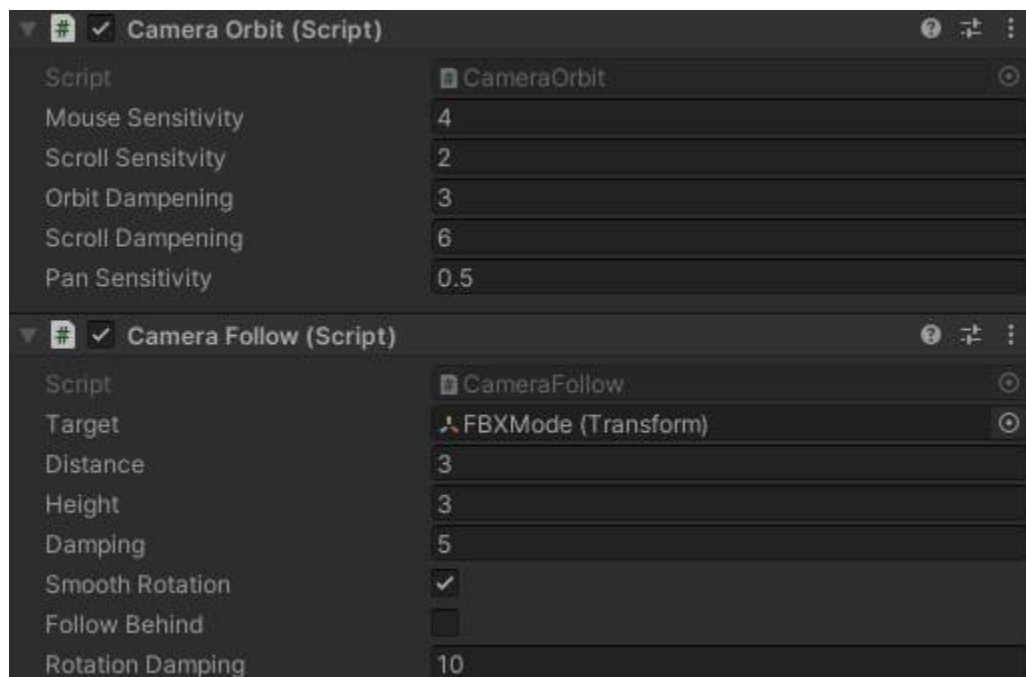 Camera Orbit (Script)
Script CameraOrbit
Mouse Sensitivity 4
Scroll Sensitvity 2
Orbit Dampening 3
Scroll Dampening 6
Pan Sensitivity 0.5
Camera Follow (Script)
Script CameraFollow
Target FBXMode (Transform)
Distance 3
Height 3
Damping 5
Smooth Rotation
Follow Behind
Rotation Damping 10